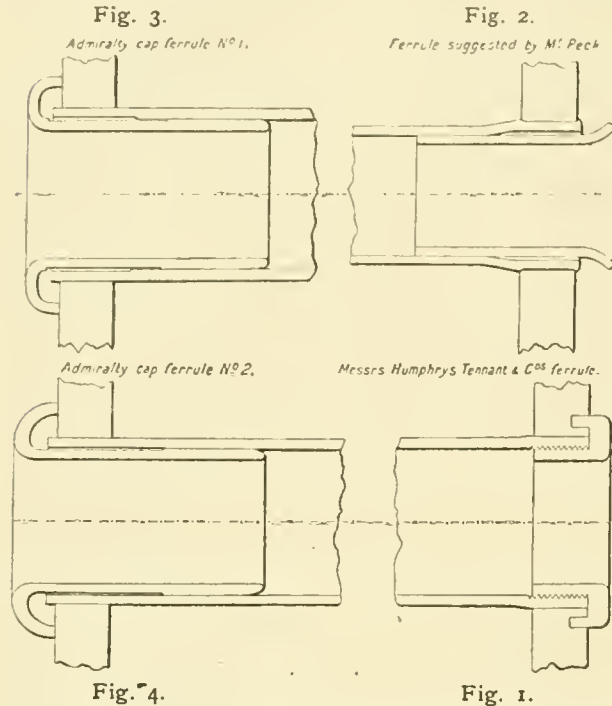 Fig. 3.
Fig. 2.
Admiralty cap ferrule No 1.
Ferrule suggested by Mr Peck
Admiralty cap ferrule No 2.
Messrs Humphrys Tennant & Cos ferrule.
Fig. 4.
Fig. 1.